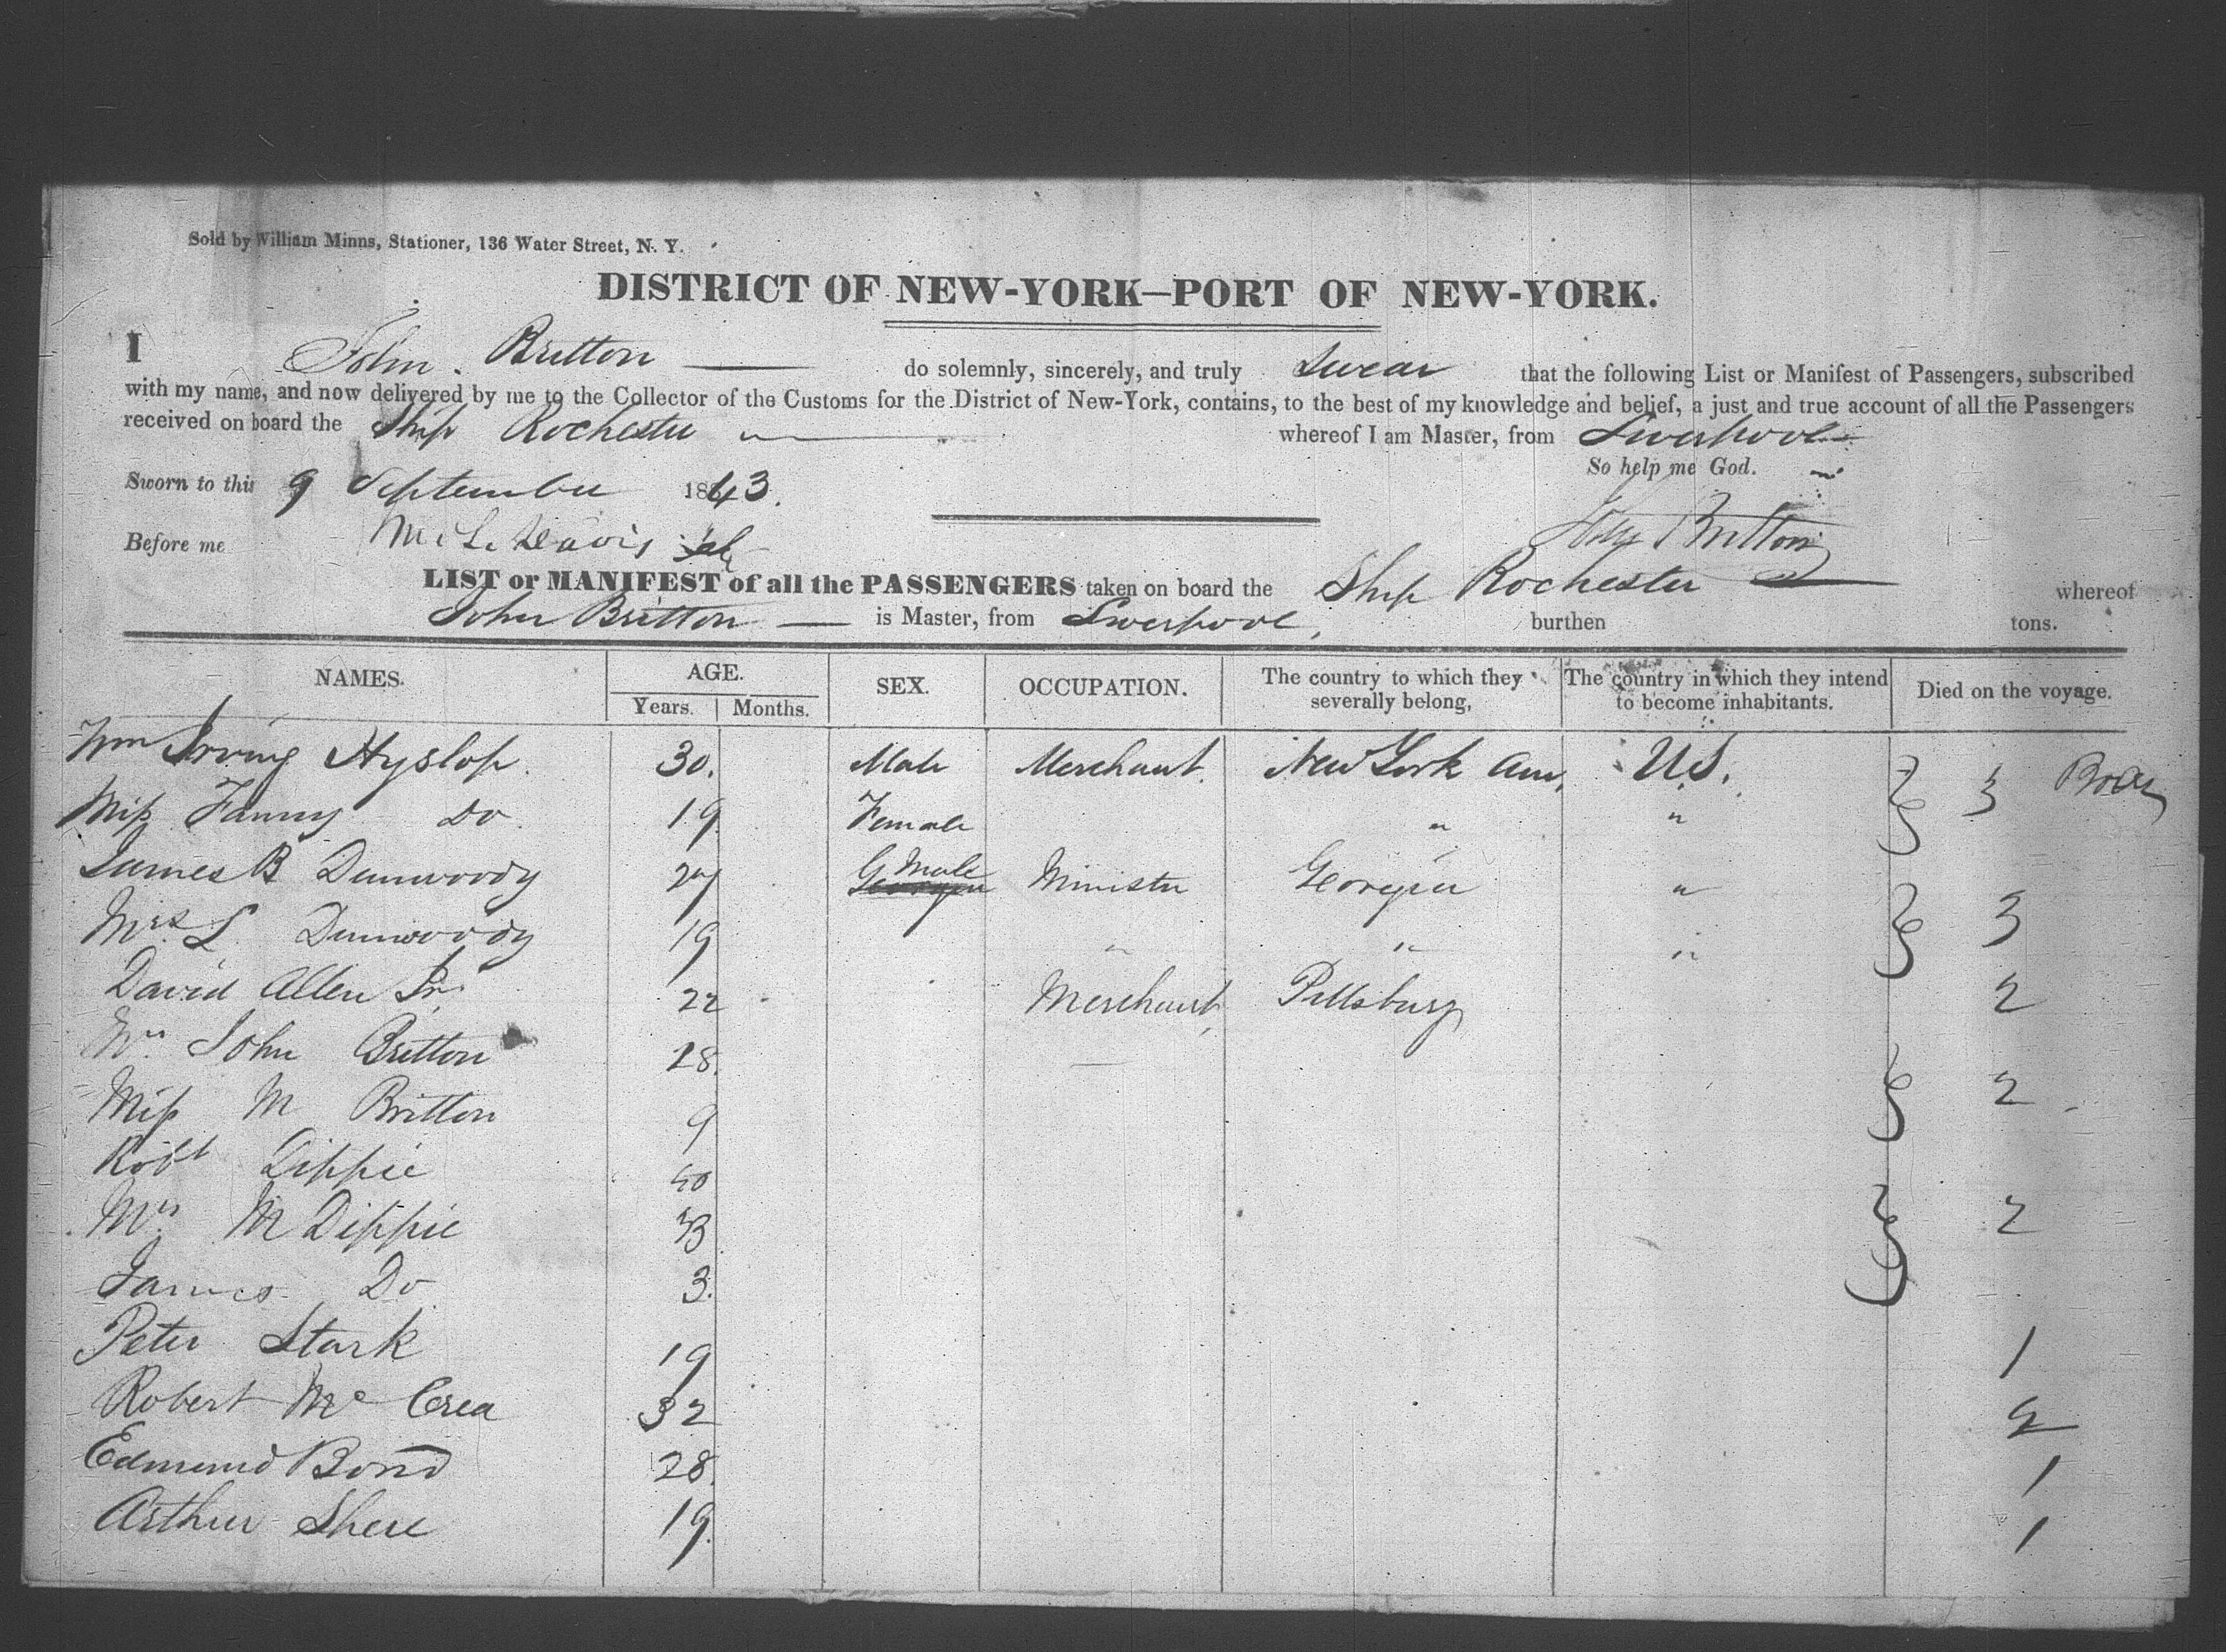 Sold by William Minns, Stationer, 136 Water Street, N. Y.
DISTRICT OF NEW-YORK—PORT OF NEW-YORK.
I John Britton do solemnly, sincerely, and truly Swear that the following List or Manifest of Passengers, subscribed
with my name, and now delivered by me to the Collector of the Customs for the District of New-York, contains, to the best of my knowledge and belief, a just and true account of all the Passengers
received on board the Ship Rochester whereof I am Master, from Liverpool
So help me God.
Sworn to this 9 September 1843.
Before me M. L. Davis John Britton
LIST or MANIFEST of all the PASSENGERS taken on board the Ship Rochester whereof
John Britton is Master, from Liverpool, burthen tons.
NAMES. AGE. Years. Months. SEX. OCCUPATION. The country to which they severally belong, The country in which they intend to become inhabitants. Died on the voyage.
Wm Irving Hyslop. 30. Male Merchant. New York Am, U.S. 3
Miss Fanny Do 19 Female " "
James B Dunwoody 27 Male Minister Georgia "
Mrs L Dunwoody 19 " " " 3
David Allen Jr. 22 Merchant, Pittsburg 2
Mrs John Britton 28.
Miss M Britton 9 2
Robt Dippie 40
Mrs M Dippie 33 2
James Do 3.
Peter Stark 19 1
Robert Mc Crea 32 2
Edmund Bond 28. 1
Arthur Shere 19. 1